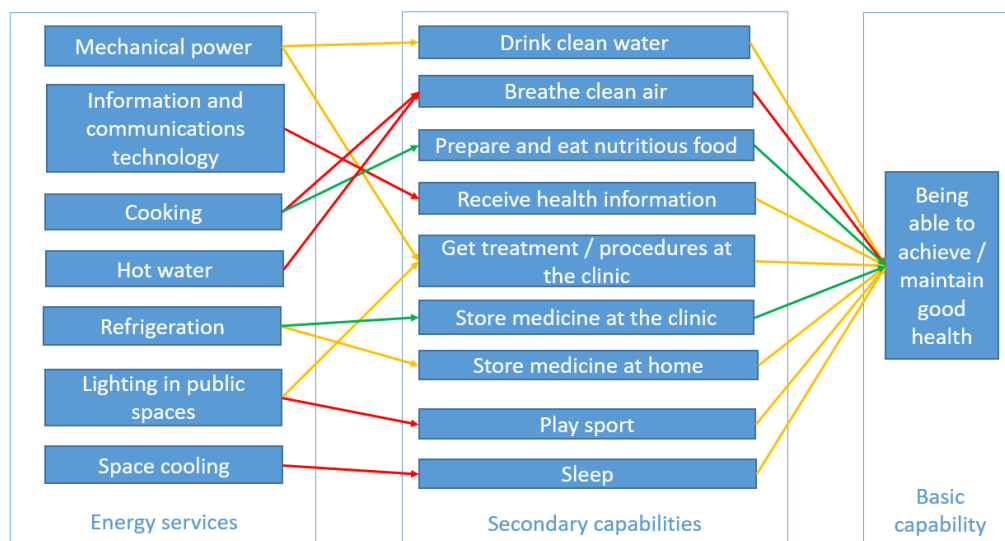 Mechanical power
Information and
communications
technology
Cooking
Hot water
Refrigeration
Lighting in public
spaces
Space cooling
Energy services
Drink clean water
Breathe clean air
Prepare and eat nutritious food
Receive health information
Get treatment / procedures at
the clinic
Store medicine at the clinic
Store medicine at home
Play sport
Sleep
Secondary capabilities
Being
able to
achieve /
maintain
good
health
Basic
capability